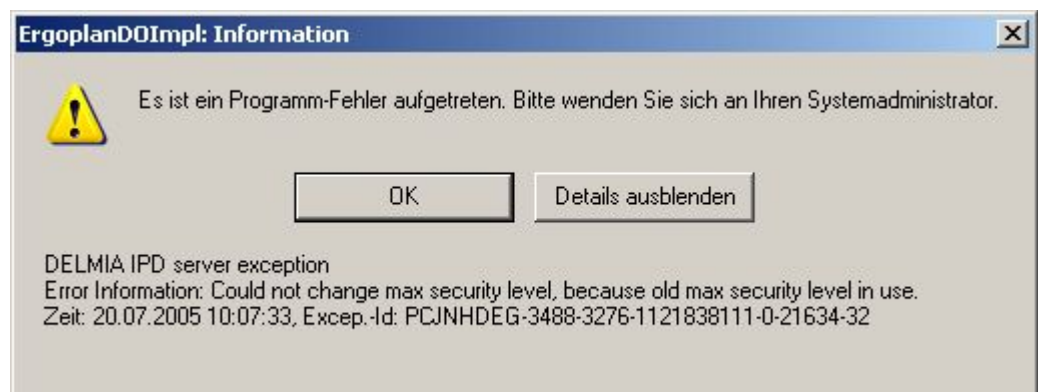 ErgoplanDOImpl: Information
Es ist ein Programm-Fehler aufgetreten. Bitte wenden Sie sich an Ihren Systemadministrator.
OK
Details ausblenden
DELMIA IPD server exception
Error Information: Could not change max security level, because old max security level in use.
Zeit: 20.07.2005 10:07:33, Excep.-Id: PCJNHDEG-3488-3276-1121838111-0-21634-32